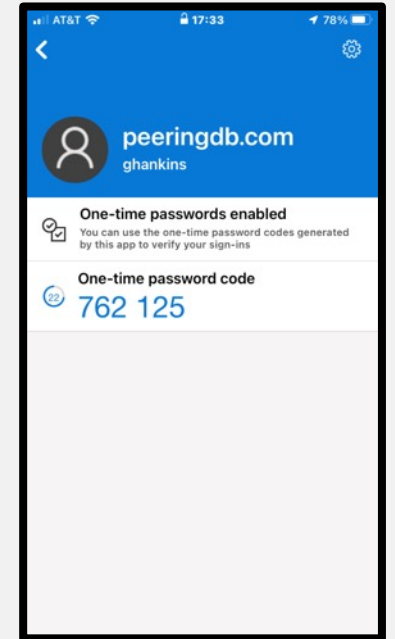 AT&T 17:33 78%
peeringdb.com
ghankins
One-time passwords enabled
You can use the one-time password codes generated
by this app to verify your sign-ins
One-time password code
22
762 125